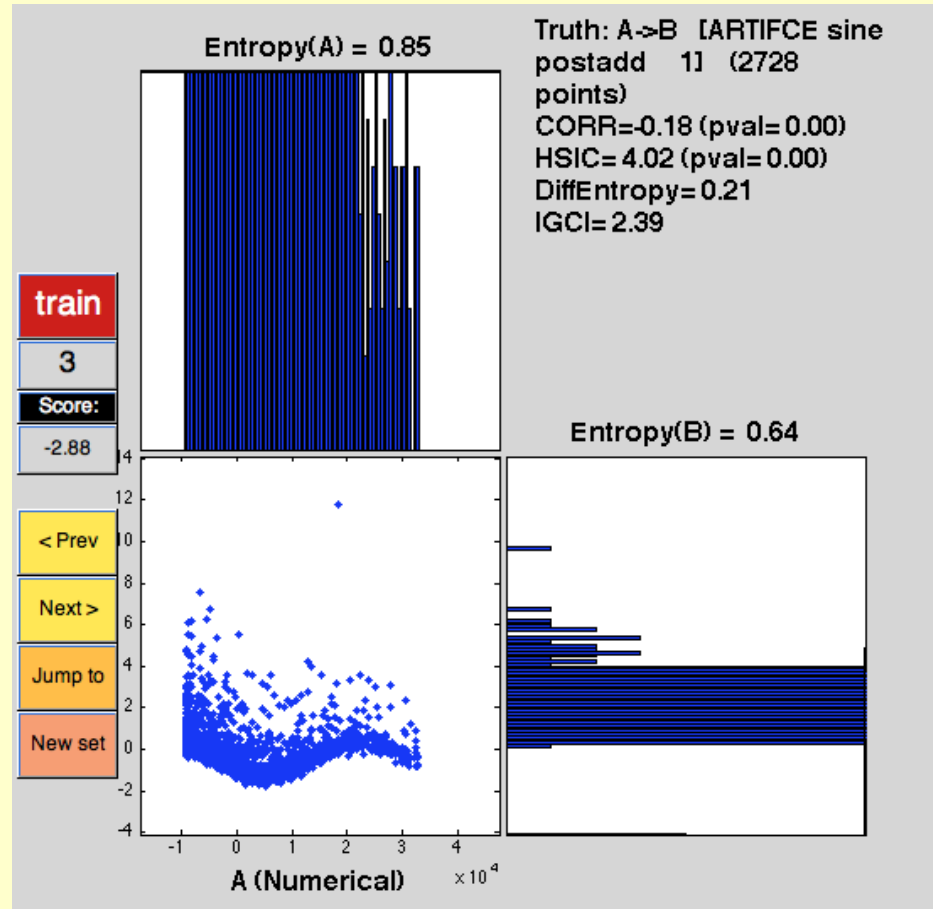 Entropy(A) = 0.85
Truth: A->B [ARTIFCE sine
postadd 1] (2728
points)
CORR=-0.18 (pval=0.00)
HSIC=4.02 (pval=0.00)
DiffEntropy=0.21
IGCI=2.39
train
3
Score:
-2.88
< Prev
Next >
Jump to
New set
Entropy(B) = 0.64
14
12
10
8
6
4
2
0
-2
-4
-1 0 1 2 3 4
A (Numerical) x 10^4